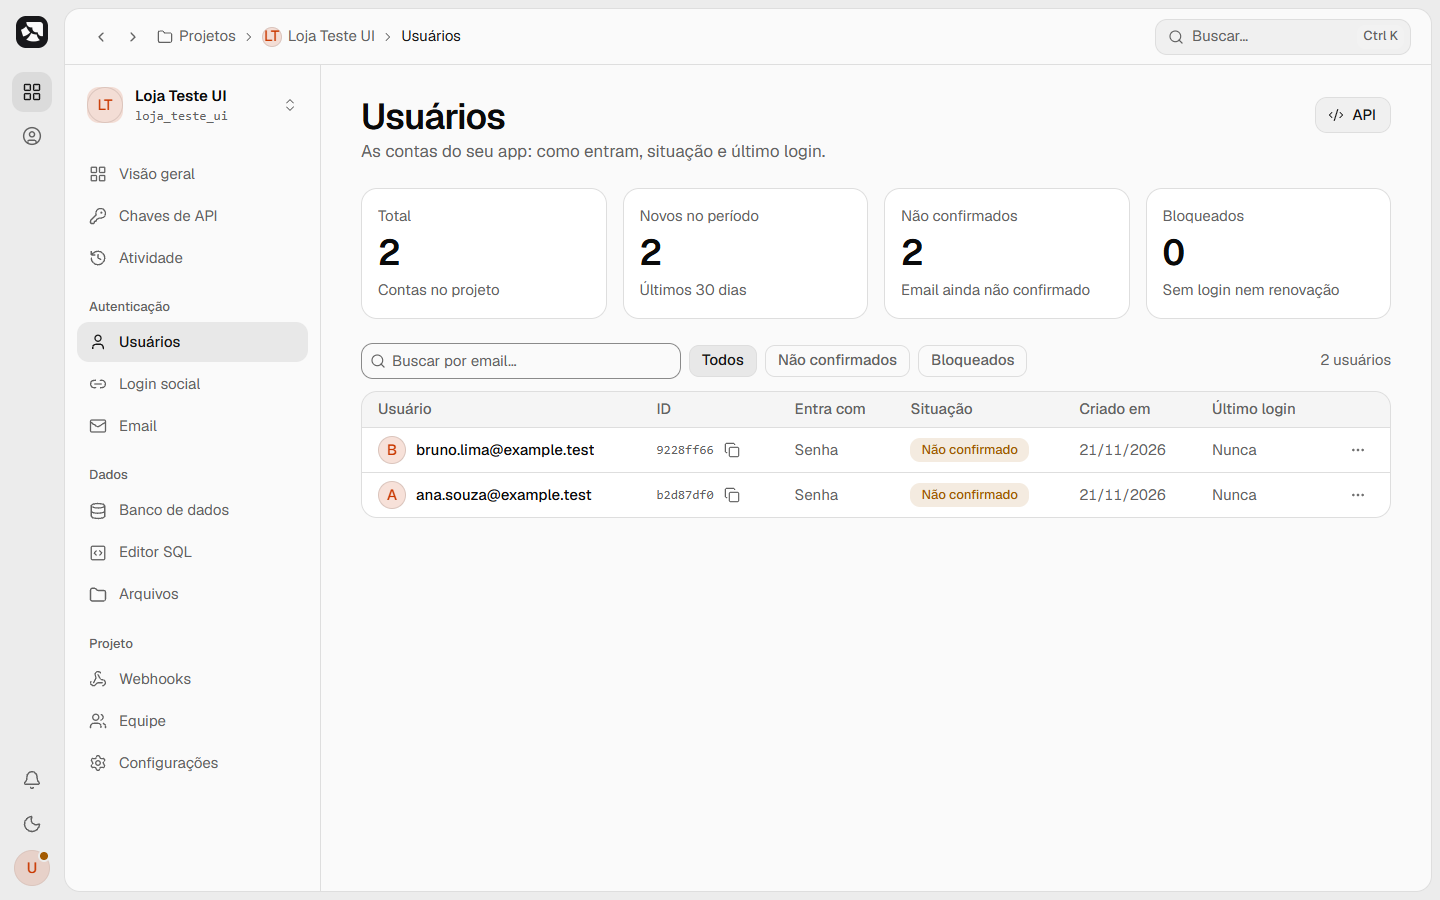 Projetos
LT Loja Teste UI
Usuários
Buscar...
Ctrl K
LT
Loja Teste UI
loja_teste_ui
Visão geral
Chaves de API
Atividade
Autenticação
Usuários
Login social
Email
Dados
Banco de dados
Editor SQL
Arquivos
Projeto
Webhooks
Equipe
Configurações
U
Usuários
API
As contas do seu app: como entram, situação e último login.
Total
2
Contas no projeto
Novos no período
2
Últimos 30 dias
Não confirmados
2
Email ainda não confirmado
Bloqueados
0
Sem login nem renovação
Buscar por email...
Todos
Não confirmados
Bloqueados
2 usuários
Usuário ID Entra com Situação Criado em Último login
B bruno.lima@example.test 9228ff66 Senha Não confirmado 21/11/2026 Nunca
A ana.souza@example.test b2d87df0 Senha Não confirmado 21/11/2026 Nunca